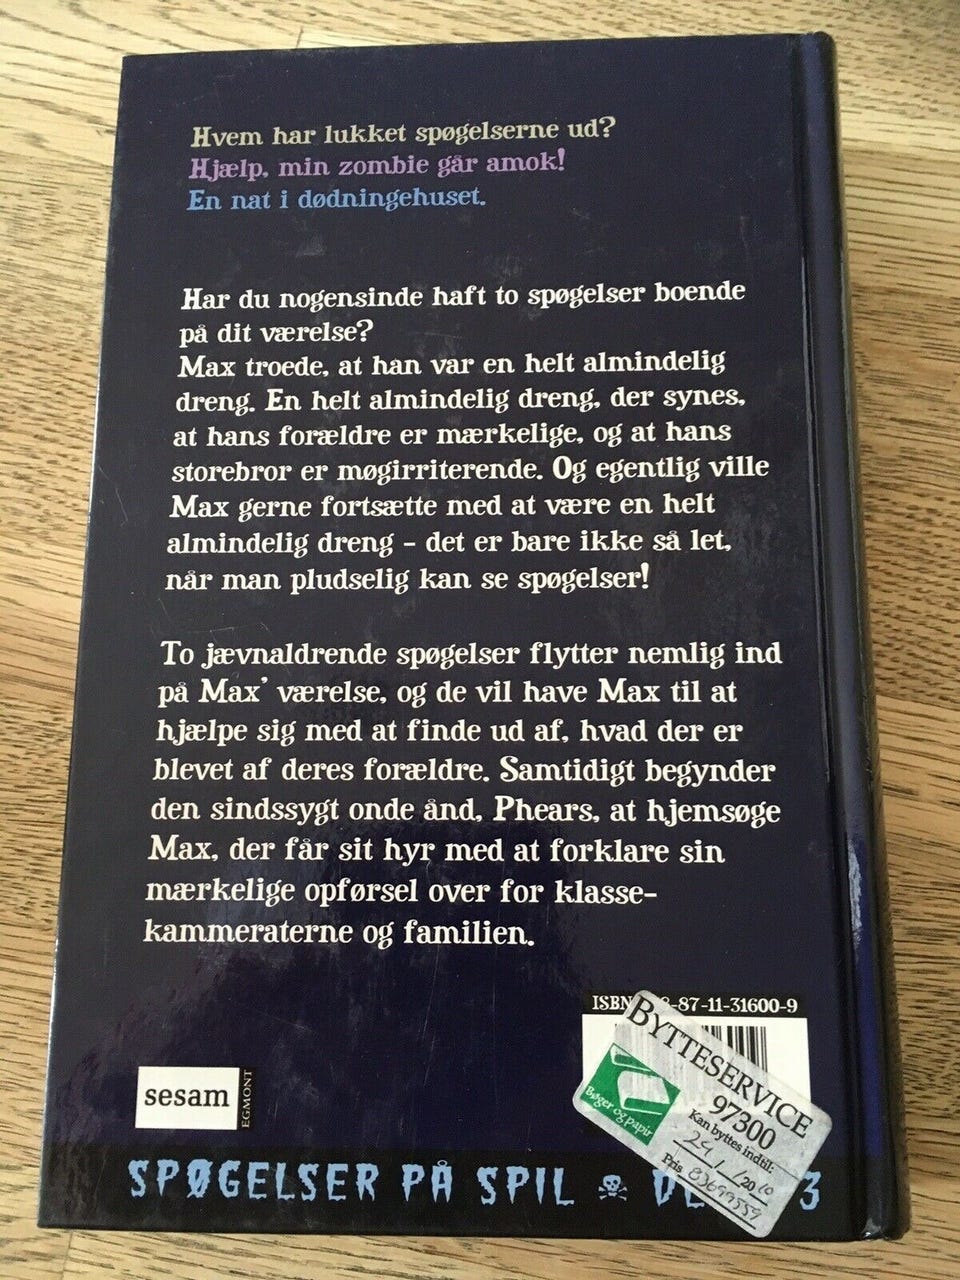 Hvem har lukket spøgelserne ud?
Hjælp, min zombie går amok!
En nat i dødningehuset.
Har du nogensinde haft to spøgelser boende
på dit værelse?
Max troede, at han var en helt almindelig
dreng. En helt almindelig dreng, der synes,
at hans forældre er mærkelige, og at hans
storebror er møgirriterende. Og egentlig ville
Max gerne fortsætte med at være en helt
almindelig dreng – det er bare ikke så let,
når man pludselig kan se spøgelser!
To jævnaldrende spøgelser flytter nemlig ind
på Max' værelse, og de vil have Max til at
hjælpe sig med at finde ud af, hvad der er
blevet af deres forældre. Samtidigt begynder
den sindssygt onde ånd, Phears, at hjemsøge
Max, der får sit hyr med at forklare sin
mærkelige opførsel over for klasse-
kammeraterne og familien.
ISBN 8-87-11-31600-9
BYTTESERVICE
97300
Bøger og papir
Kan byttes indtil:
24/ / 2010
Pris 83699559
sesam
EGMONT
SPØGELSER PÅ SPIL 3